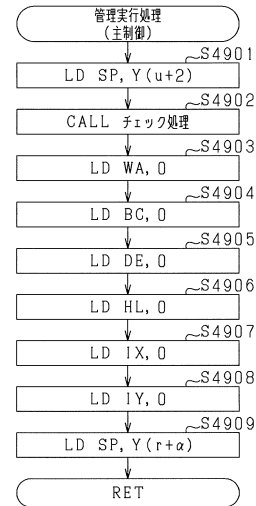 管理実行処理
(主制御)
S4901
LD SP, Y(u+2)
S4902
CALL チェック処理
S4903
LD WA, 0
S4904
LD BC, 0
S4905
LD DE, 0
S4906
LD HL, 0
S4907
LD IX, 0
S4908
LD IY, 0
S4909
LD SP, Y(r+α)
RET